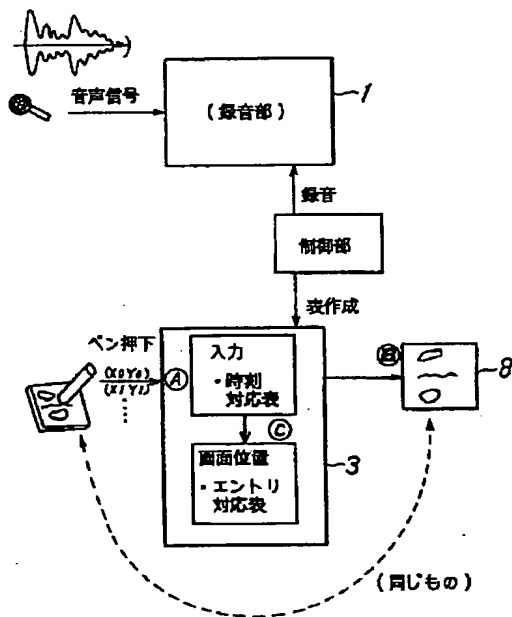 音声信号
(録音部)
1
録音
制御部
表作成
ペン押下
(X0Y0)
(X1Y1)
Ⓐ
入力
・時刻
対応表
Ⓒ
画面位置
・エントリ
対応表
3
Ⓑ
8
(同じもの)